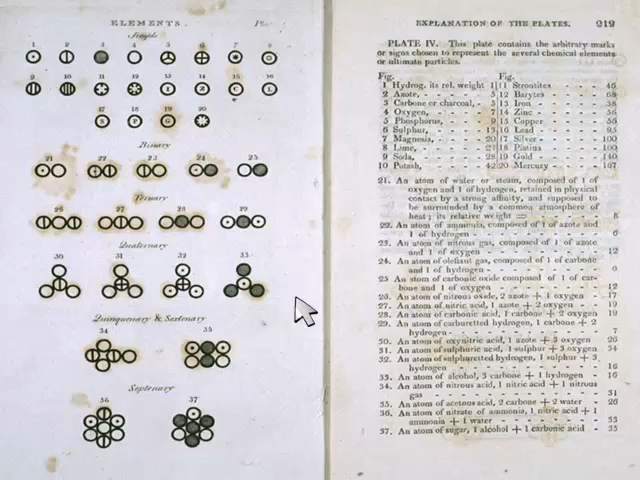 ELEMENTS.
Simple
1 2 3 4 5 6 7 8
9 10 11 12 13 14 15 16
I Z C L
17 18 19 20
S P G
Binary
21 22 23 24 25
Ternary
26 27 28 29
Quaternary
30 31 32 33
Quinquenary & Sextenary
34 35
Septenary
36 37
EXPLANATION OF THE PLATES. 219
PLATE IV. This plate contains the arbitrary marks
or signs chosen to represent the several chemical elements
or ultimate particles.
Fig. Fig.
1 Hydrog. its rel. weight 1 11 Strontites - 46
2 Azote, - - - - 5 12 Barytes - - 68
3 Carbone or charcoal, - 5 13 Iron - - 38
4 Oxygen, - - - 7 14 Zinc - - 56
5 Phosphorus, - - - 9 15 Copper - - 56
6 Sulphur, - - - 13 16 Lead - - 95
7 Magnesia, - - - 20 17 Silver - - 100
8 Lime, - - - 23 18 Platina - - 100
9 Soda, - - - 28 19 Gold - - 140
10 Potash, - - - 42 20 Mercury - - 167
21. An atom of water or steam, composed of 1 of
oxygen and 1 of hydrogen, retained in physical
contact by a strong affinity, and supposed to
be surrounded by a common atmosphere of
heat; its relative weight = - - - 8
22. An atom of ammonia, composed of 1 of azote and
1 of hydrogen - - - 6
23. An atom of nitrous gas, composed of 1 of azote
and 1 of oxygen - - - 12
24. An atom of olefiant gas, composed of 1 of carbone
and 1 of hydrogen - - - 6
25 An atom of carbonic oxide composed of 1 of car-
bone and 1 of oxygen - - - 12
26. An atom of nitrous oxide, 2 azote + 1 oxygen - 17
27. An atom of nitric acid, 1 azote + 2 oxygen - 19
28. An atom of carbonic acid, 1 carbone + 2 oxygen 19
29. An atom of carburetted hydrogen, 1 carbone + 2
hydrogen - - - 7
30. An atom of oxynitric acid, 1 azote + 3 oxygen 26
31. An atom of sulphuric acid, 1 sulphur + 3 oxygen 34
32. An atom of sulphuretted hydrogen, 1 sulphur + 3
hydrogen - - - 16
33. An atom of alcohol, 3 carbone + 1 hydrogen - 16
34. An atom of nitrous acid, 1 nitric acid + 1 nitrous
gas - - - 31
35. An atom of acetous acid, 2 carbone + 2 water - 26
36. An atom of nitrate of ammonia, 1 nitric acid + 1
ammonia + 1 water - - - 33
37. An atom of sugar, 1 alcohol + 1 carbonic acid - 35